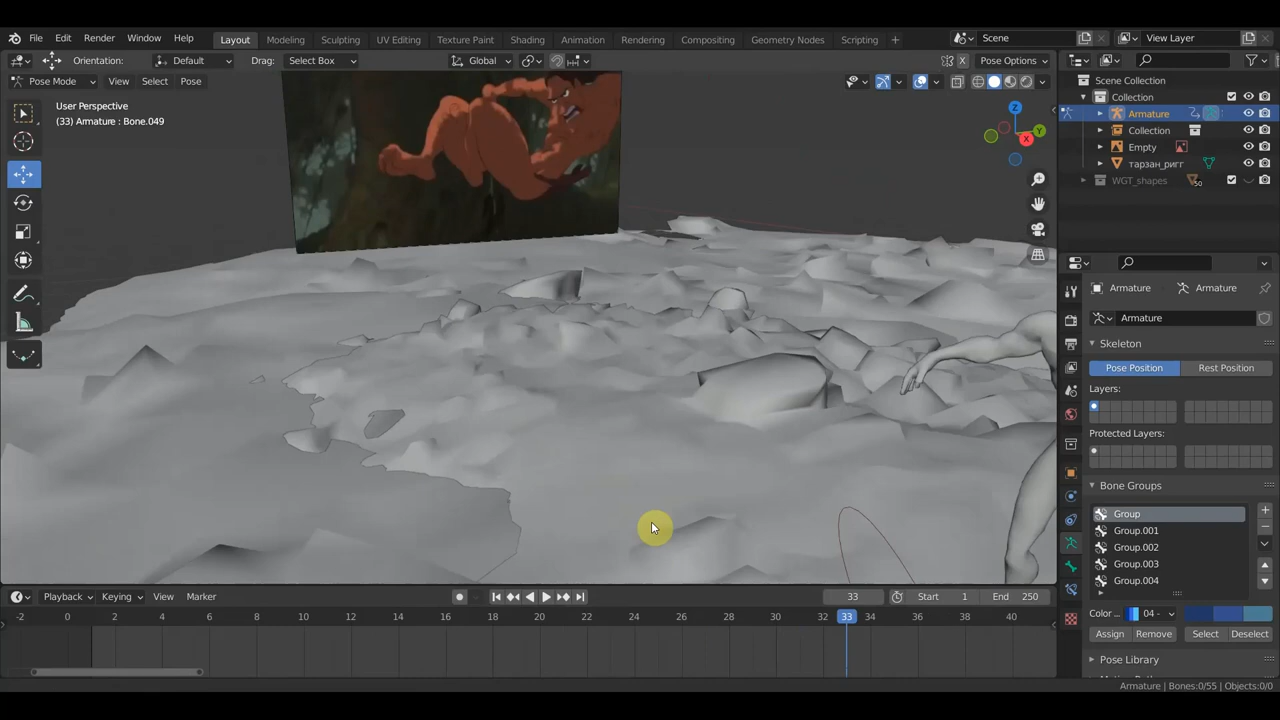 File Edit Render Window Help Layout Modeling Sculpting UV Editing Texture Paint Shading Animation Rendering Compositing Geometry Nodes Scripting + Scene View Layer
Orientation: Default Drag: Select Box Global Pose Options
Pose Mode View Select Pose
User Perspective
(33) Armature : Bone.049
Z
Y
X
Scene Collection
Collection
Armature
Collection
Empty
тарзан_ригг
WGT_shapes 50
Armature Armature
Armature
Skeleton
Pose Position Rest Position
Layers:
Protected Layers:
Bone Groups
Group
Group.001
Group.002
Group.003
Group.004
Color ... 04 -
Assign Remove Select Deselect
Pose Library
Playback Keying View Marker 33 Start 1 End 250
-2 0 2 4 6 8 10 12 14 16 18 20 22 24 26 28 30 32 33 34 36 38 40
Armature | Bones:0/55 | Objects:0/0